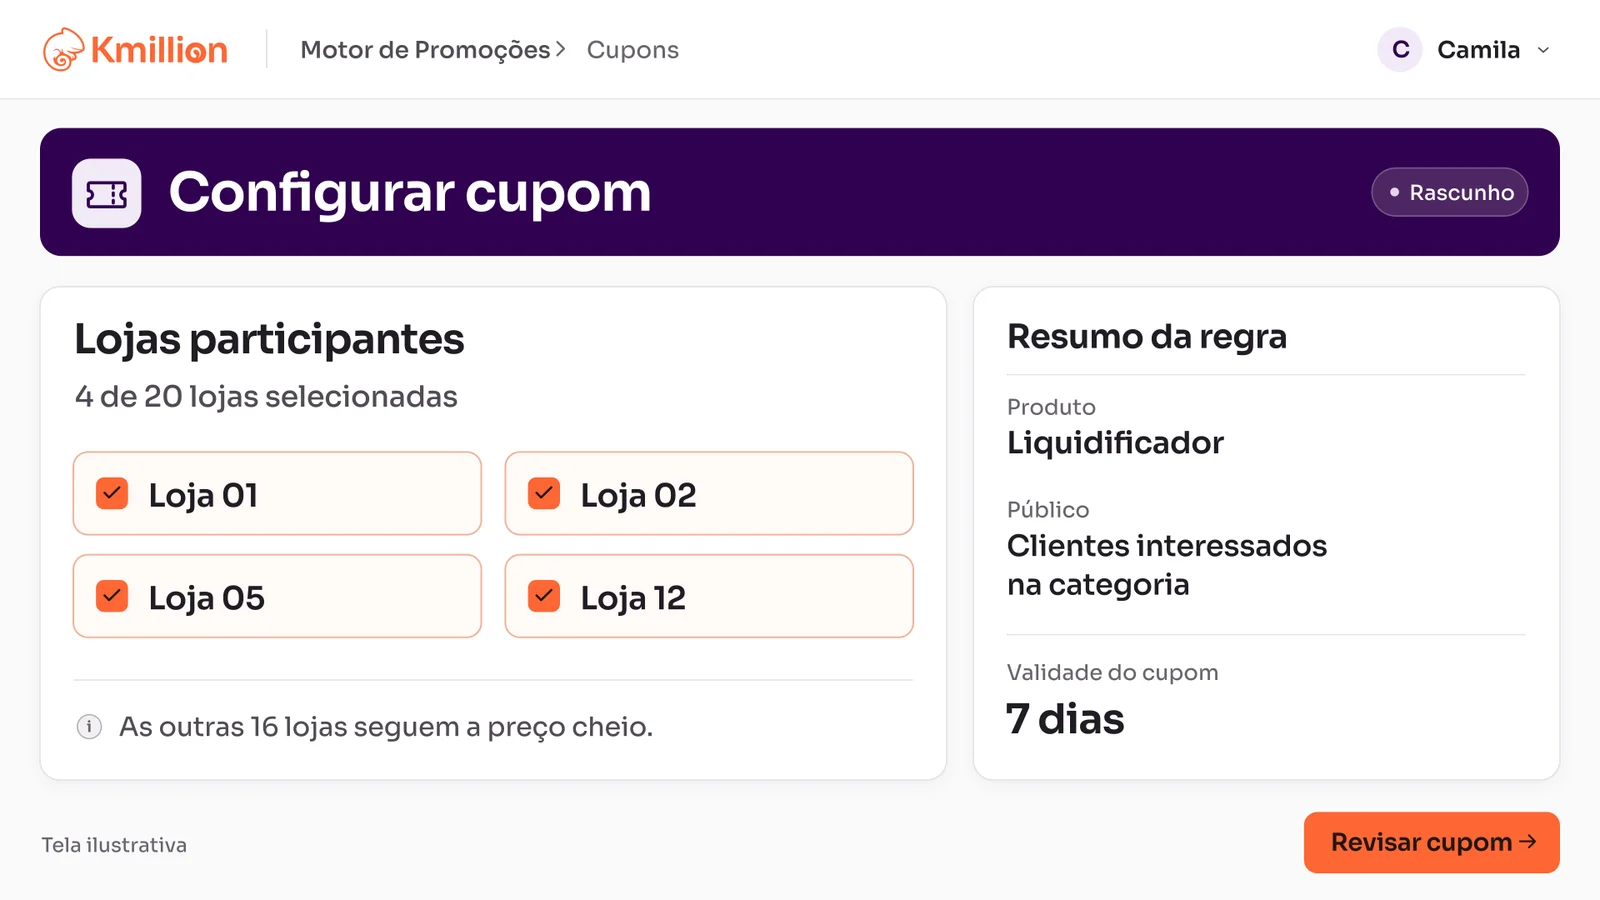 Kmillion
Motor de Promoções > Cupons
C Camila
Configurar cupom
Rascunho
Lojas participantes
4 de 20 lojas selecionadas
Loja 01
Loja 02
Loja 05
Loja 12
As outras 16 lojas seguem a preço cheio.
Resumo da regra
Produto
Liquidificador
Público
Clientes interessados
na categoria
Validade do cupom
7 dias
Tela ilustrativa
Revisar cupom →